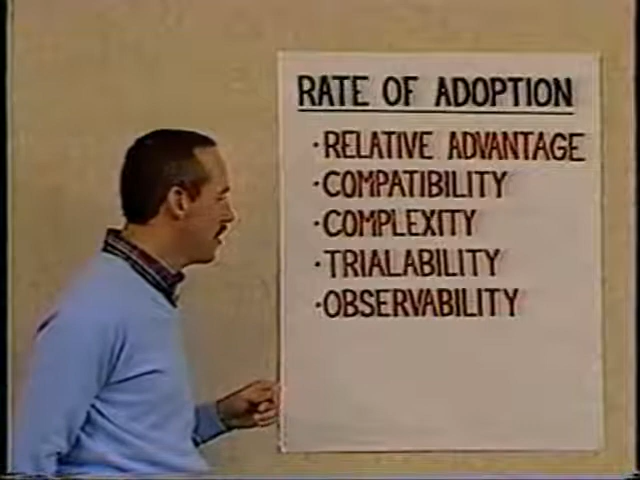 RATE OF ADOPTION
·RELATIVE ADVANTAGE
·COMPATIBILITY
·COMPLEXITY
·TRIALABILITY
·OBSERVABILITY